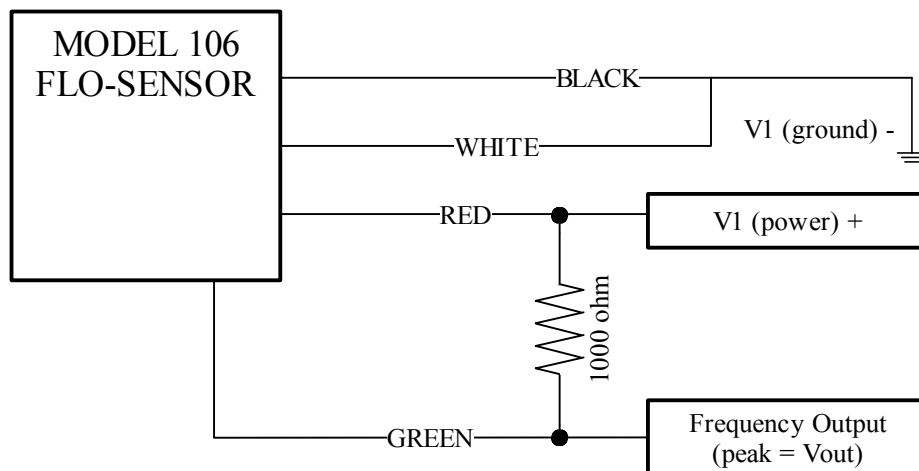 MODEL 106
FLO-SENSOR
BLACK
V1 (ground) -
WHITE
RED
V1 (power) +
1000 ohm
GREEN
Frequency Output
(peak = Vout)